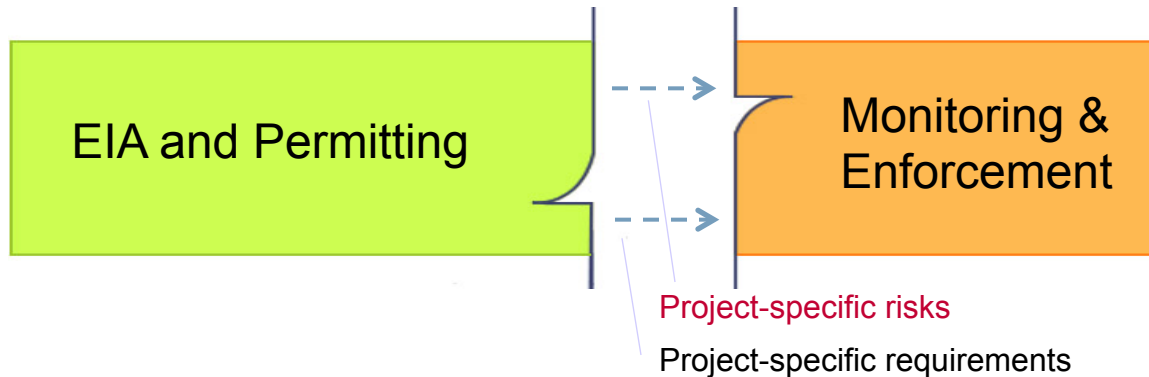 EIA and Permitting
Monitoring &
Enforcement
Project-specific risks
Project-specific requirements